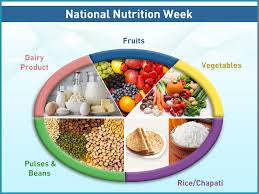 National Nutrition Week
Fruits
Dairy
Product
Vegetables
Pulses &
Beans
Rice/Chapati